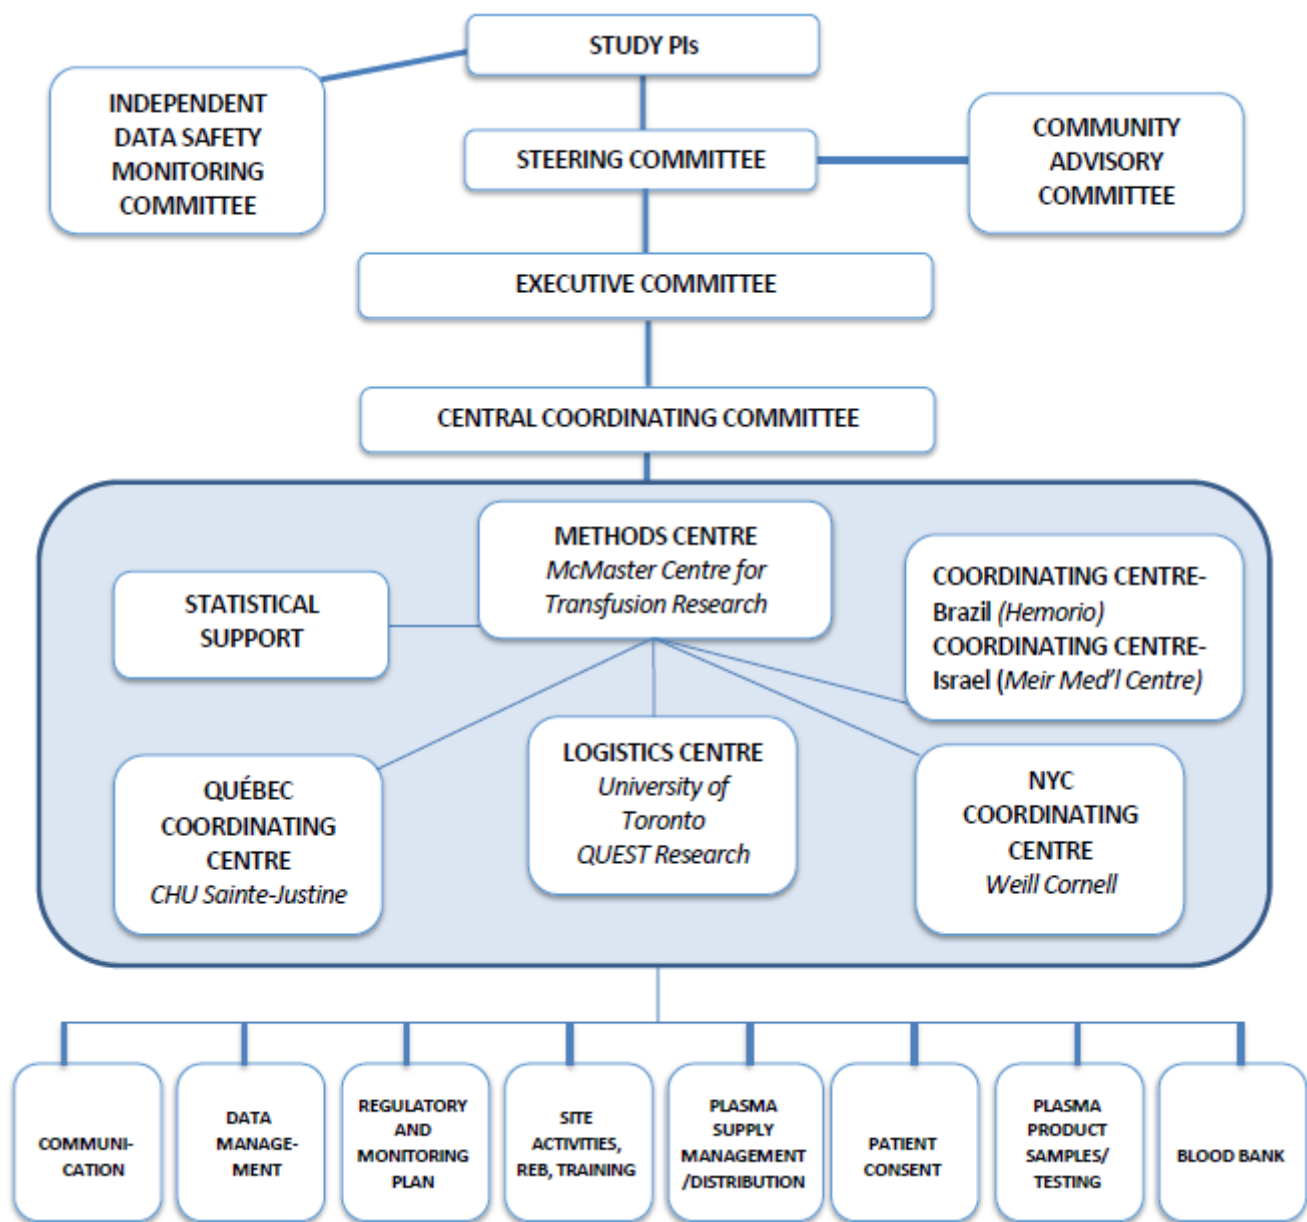 STUDY PIs
INDEPENDENT
DATA SAFETY
MONITORING
COMMITTEE
STEERING COMMITTEE
COMMUNITY
ADVISORY
COMMITTEE
EXECUTIVE COMMITTEE
CENTRAL COORDINATING COMMITTEE
METHODS CENTRE
McMaster Centre for
Transfusion Research
STATISTICAL
SUPPORT
COORDINATING CENTRE-
Brazil (Hemorio)
COORDINATING CENTRE-
Israel (Meir Med'l Centre)
QUÉBEC
COORDINATING
CENTRE
CHU Sainte-Justine
LOGISTICS CENTRE
University of
Toronto
QUEST Research
NYC
COORDINATING
CENTRE
Weill Cornell
COMMUNI-
CATION
DATA
MANAGE-
MENT
REGULATORY
AND
MONITORING
PLAN
SITE
ACTIVITIES,
REB, TRAINING
PLASMA
SUPPLY
MANAGEMENT
/DISTRIBUTION
PATIENT
CONSENT
PLASMA
PRODUCT
SAMPLES/
TESTING
BLOOD BANK